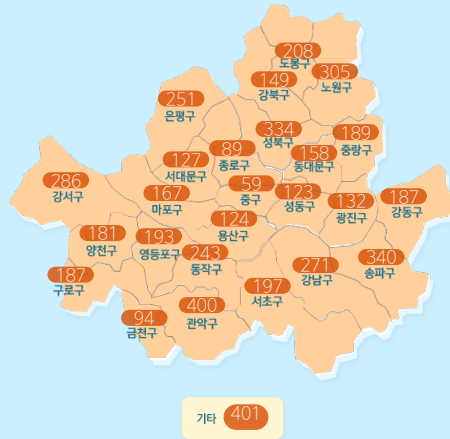 208
도봉구
305
노원구
149
강북구
251
은평구
334
성북구
189
중랑구
89
종로구
158
동대문구
127
서대문구
286
강서구
167
마포구
59
중구
123
성동구
132
광진구
187
강동구
124
용산구
181
양천구
193
영등포구
243
동작구
340
송파구
271
강남구
187
구로구
197
서초구
400
관악구
94
금천구
기타 401